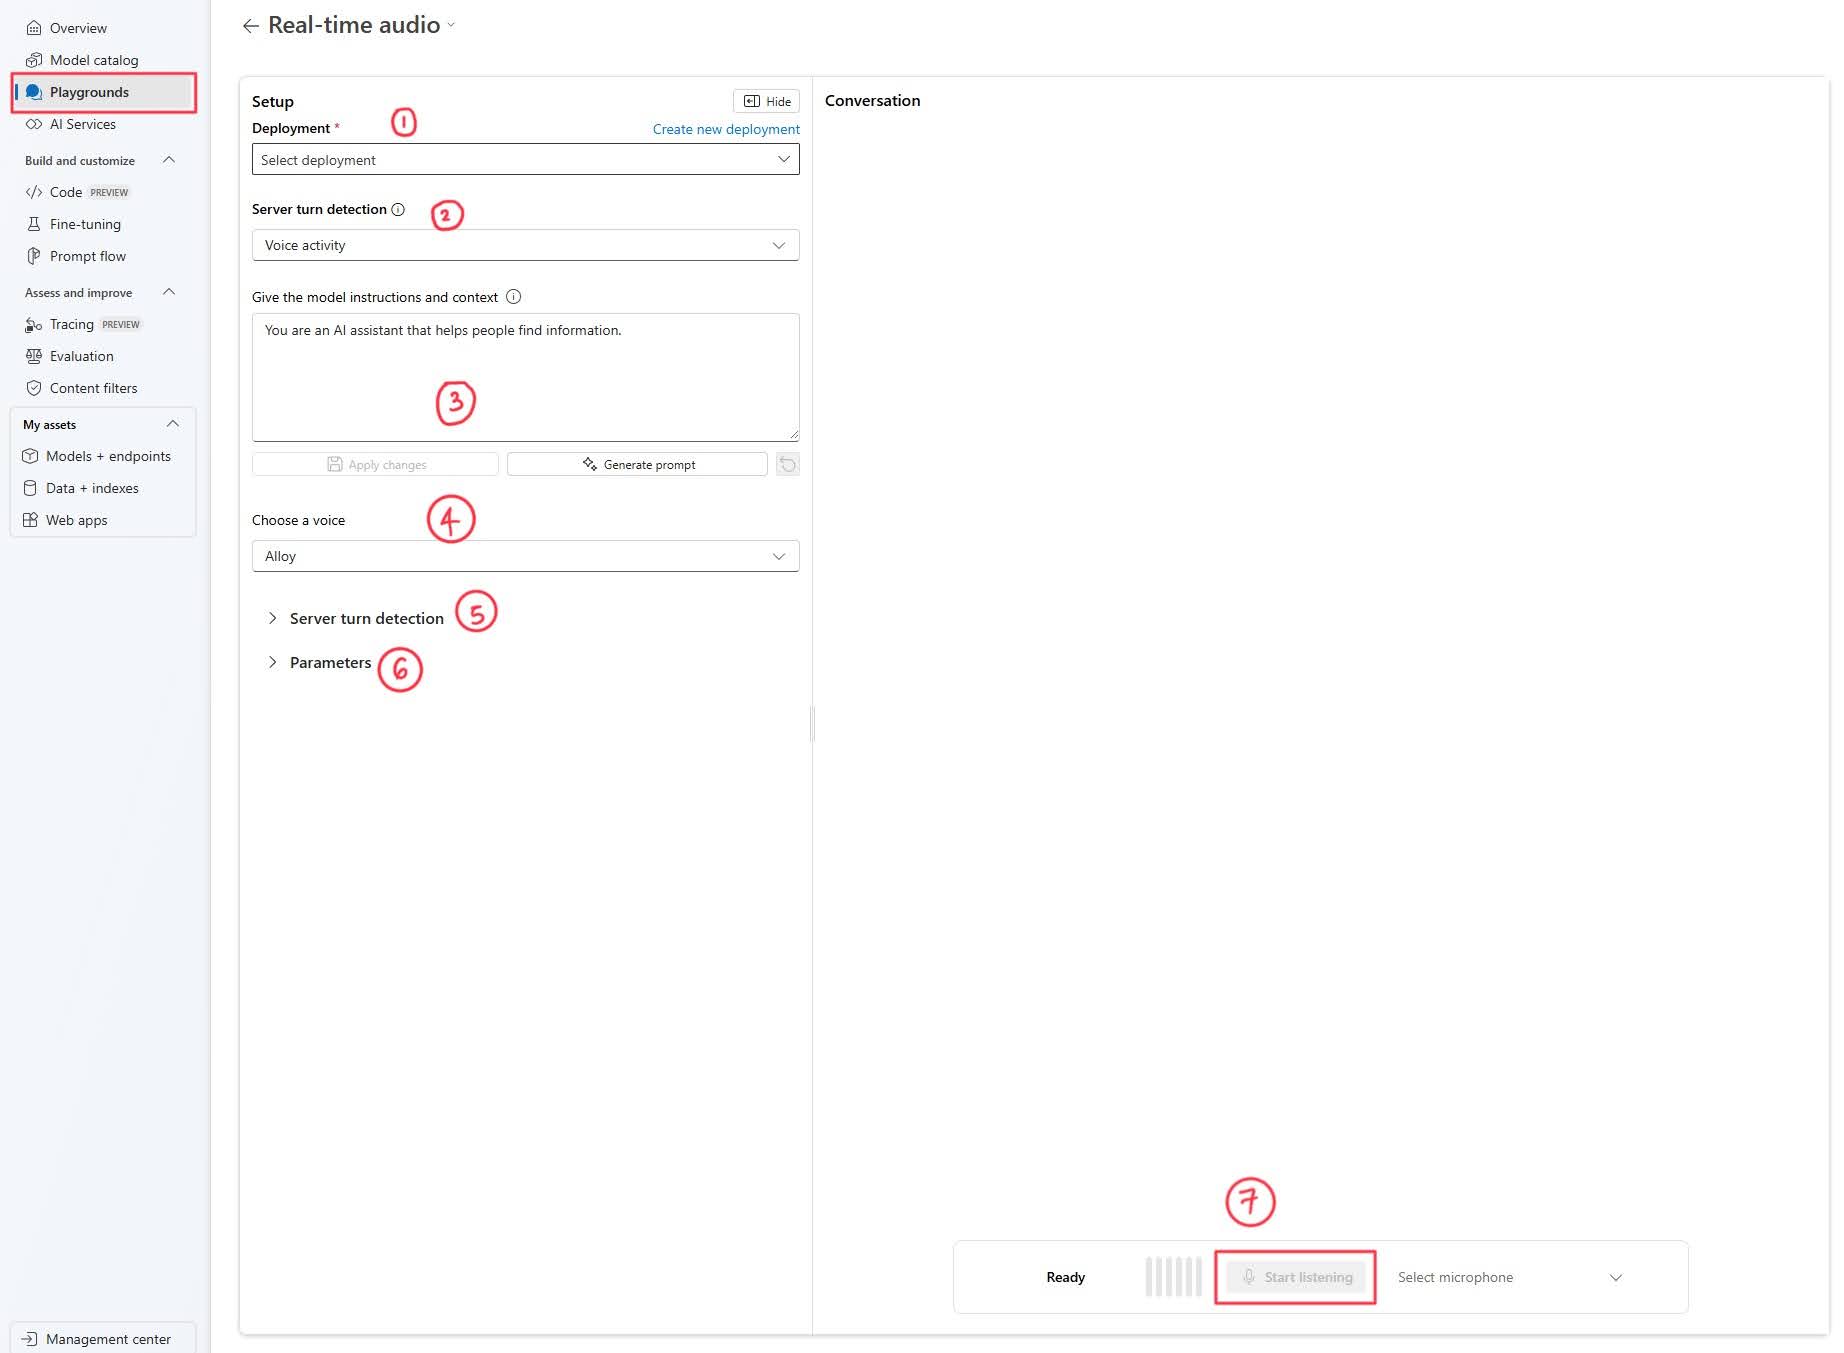 Overview
Model catalog
Playgrounds
AI Services
Build and customize
Code PREVIEW
Fine-tuning
Prompt flow
Assess and improve
Tracing PREVIEW
Evaluation
Content filters
My assets
Models + endpoints
Data + indexes
Web apps
Management center
Real-time audio
Setup
Hide
Deployment *
1
Create new deployment
Select deployment
Server turn detection
2
Voice activity
Give the model instructions and context
You are an AI assistant that helps people find information.
3
Apply changes
Generate prompt
Choose a voice
4
Alloy
Server turn detection
5
Parameters
6
Conversation
7
Ready
Start listening
Select microphone